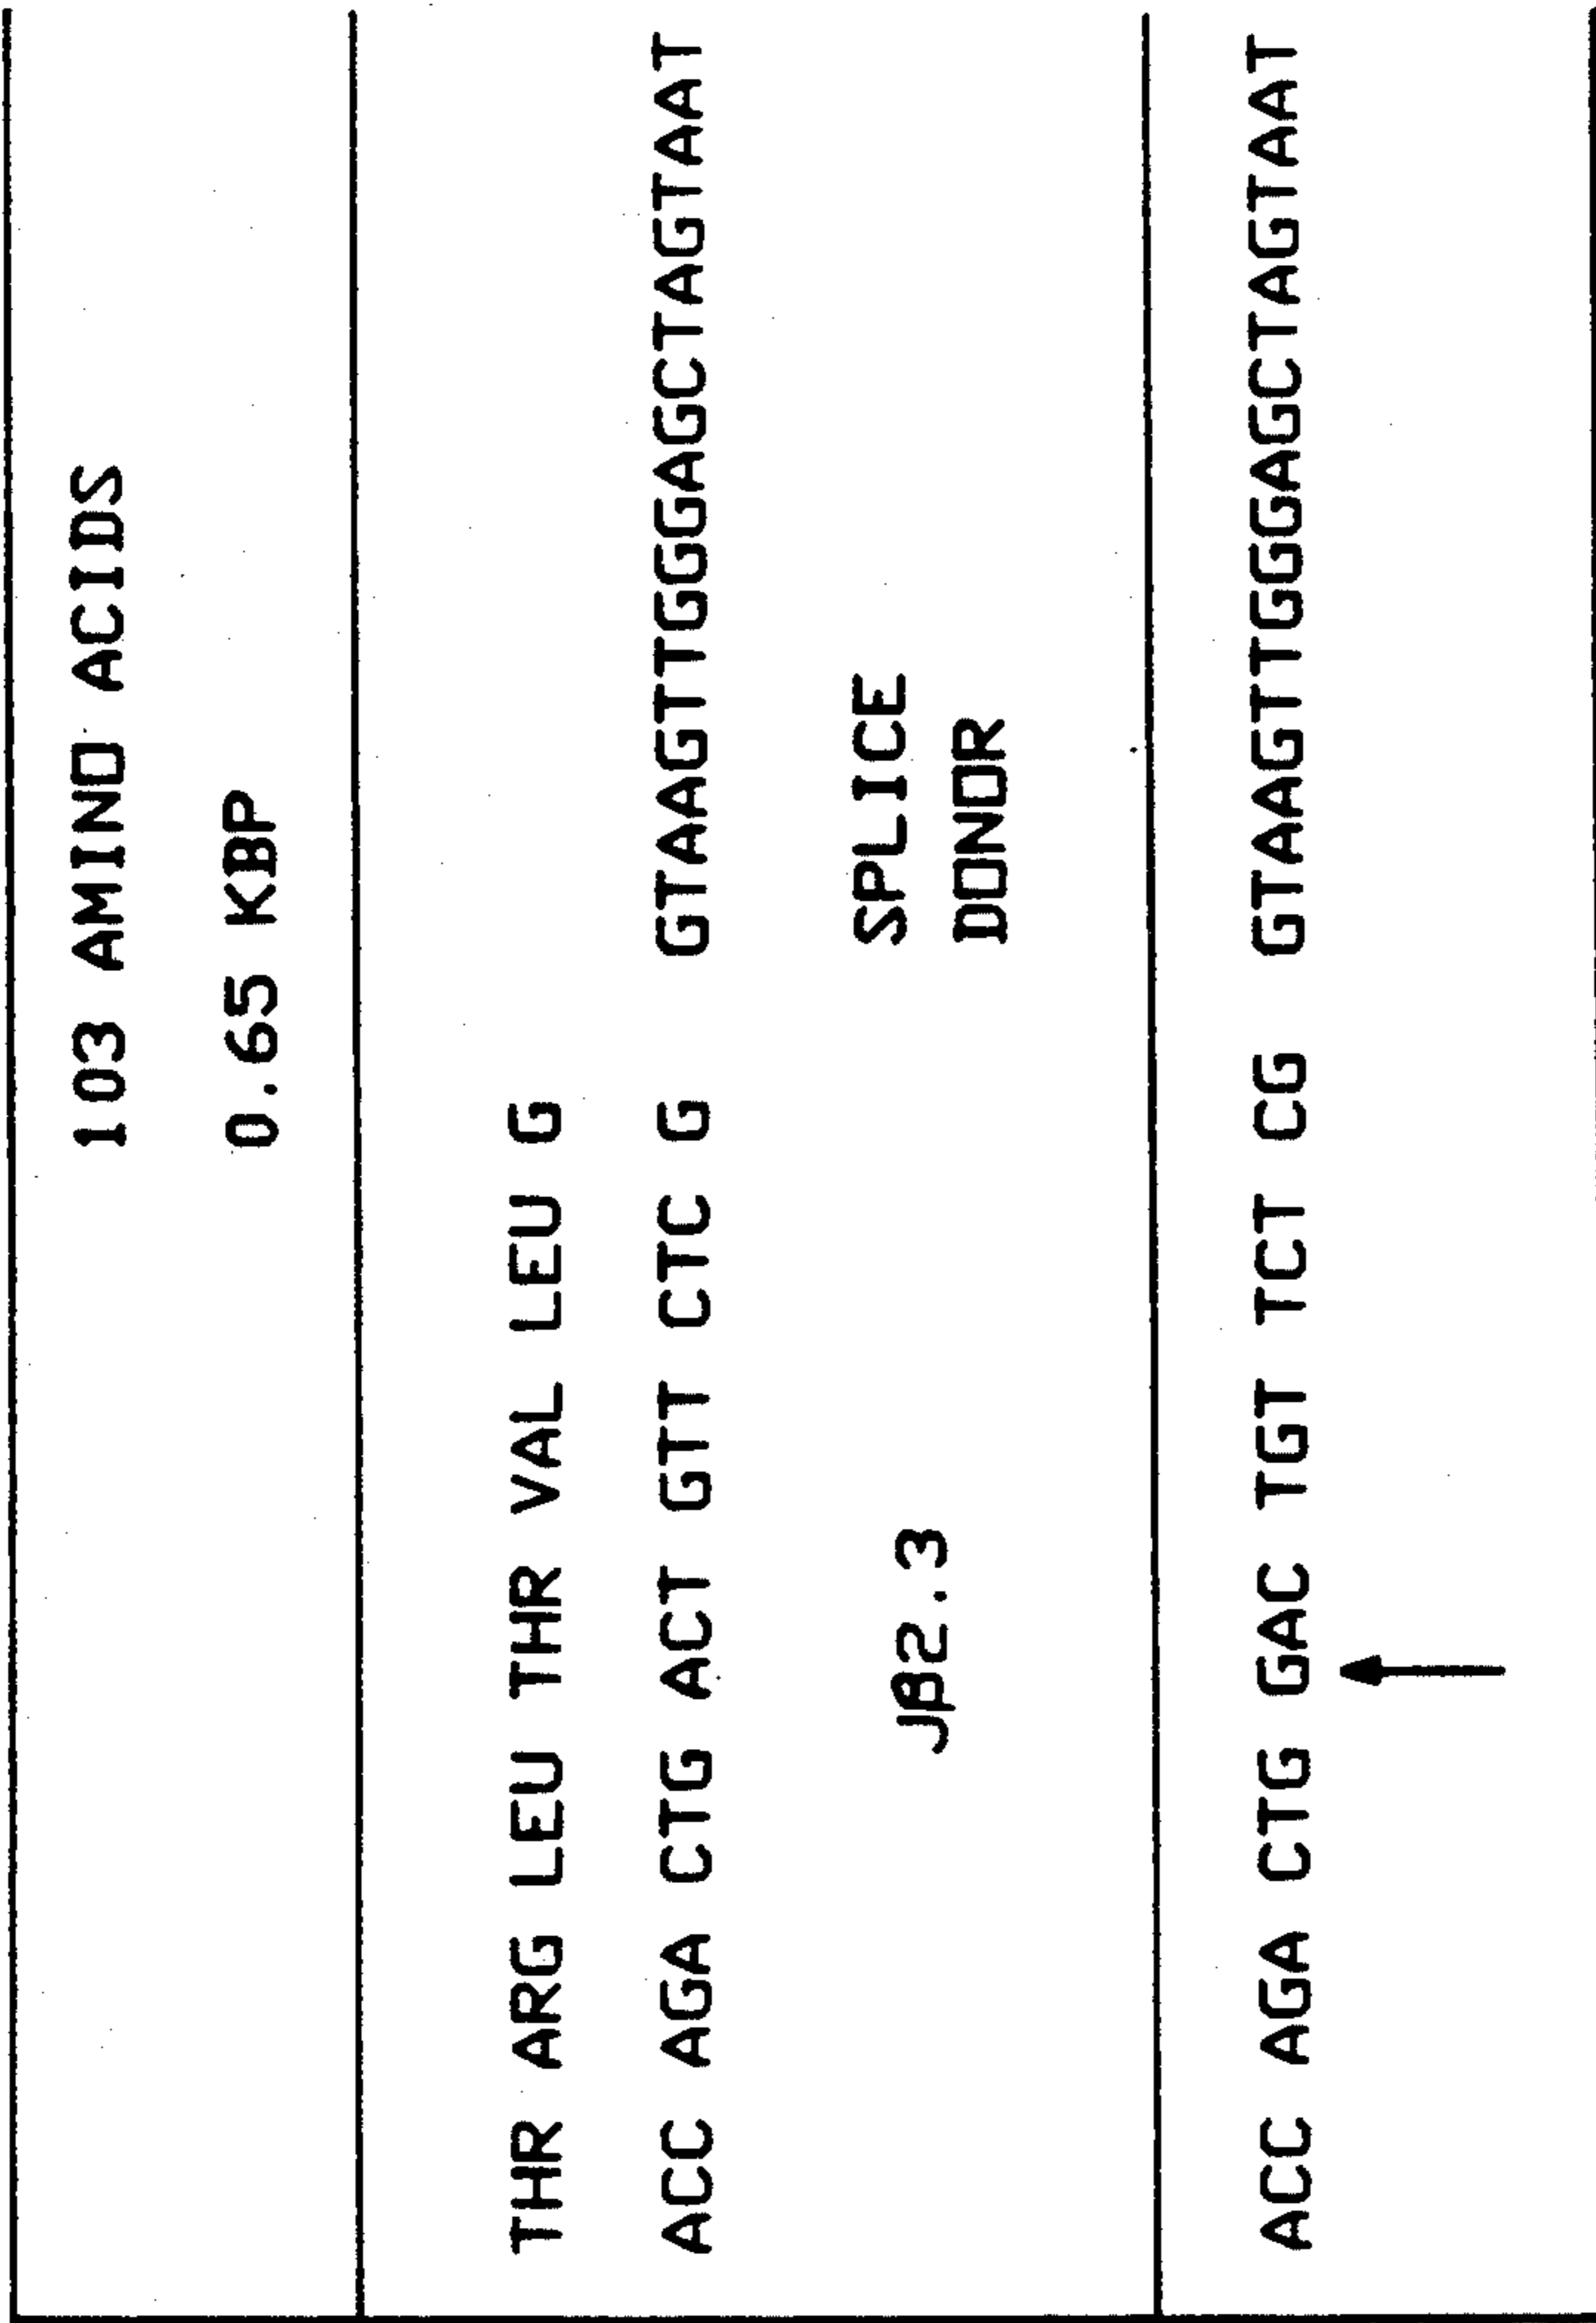 103 AMINO ACIDS
0.65 KBP
THR ARG LEU THR VAL LEU G
ACC AGA CTG ACT GTT CTC G GTAAGTTGGGAGCTAGTAAT
Jβ2.3
SPLICE
DONOR
ACC AGA CTG GAC TGT TCT CG GTAAGTTGGGAGCTAGTAAT